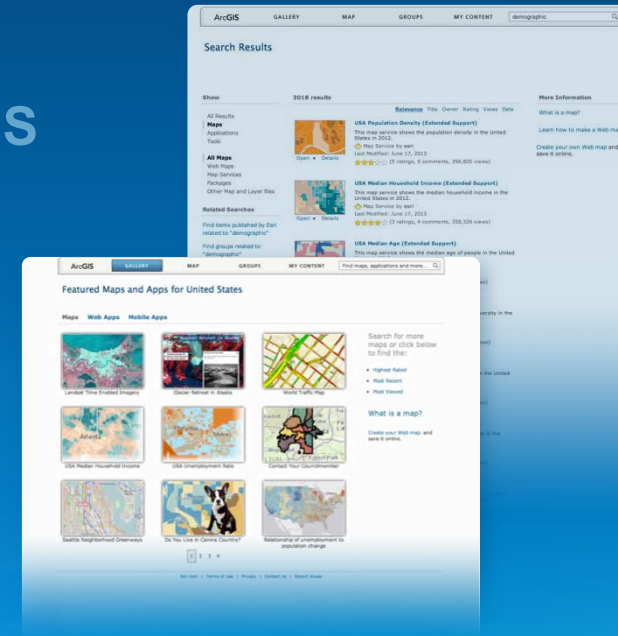 S
ArcGIS GALLERY MAP GROUPS MY CONTENT demographic
Search Results
Show
All Results
Maps
Applications
Tools
All Maps
Web Maps
Map Services
Packages
Other Map and Layer files
Related Searches
Find items published by Esri
related to "demographic"
Find groups related to
"demographic"
2018 results
Relevance Title Owner Rating Views Date
USA Population Density (Extended Support)
This map service shows the population density in the United
States in 2012.
Map Service by esri
Last Modified: June 17, 2013
Open Details
USA Median Household Income (Extended Support)
This map service shows the median household income in the
United States in 2012.
Map Service by esri
Last Modified: June 17, 2013
Open Details
USA Median Age (Extended Support)
This map service shows the median age of people in the United
More Information
What is a map?
Learn how to make a Web
Create your own Web map and
save it online.
ArcGIS GALLERY MAP GROUPS MY CONTENT Find maps, applications and more...
Featured Maps and Apps for United States
Maps Web Apps Mobile Apps
Landsat Time Enabled Imagery
Glacier Retreat in Alaska
World Traffic Map
Atlanta
USA Median Household Income
USA Unemployment Rate
Contact Your Councilmember
Seattle Neighborhood Greenways
Do You Live in Canine Country?
Relationship of unemployment to
population change
1 2 3 4
Search for more
maps or click below
to find the:
Highest Rated
Most Recent
Most Viewed
What is a map?
Create your Web map and
save it online.
Esri.com | Terms of Use | Privacy | Contact Us | Report Abuse